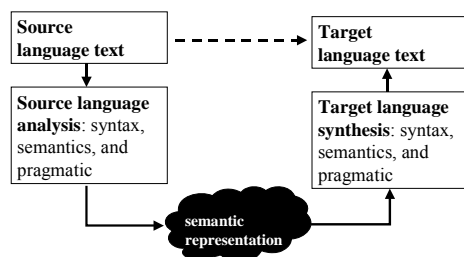 Source
language text
Target
language text
Source language
analysis: syntax,
semantics, and
pragmatic
Target language
synthesis: syntax,
semantics, and
pragmatic
semantic
representation